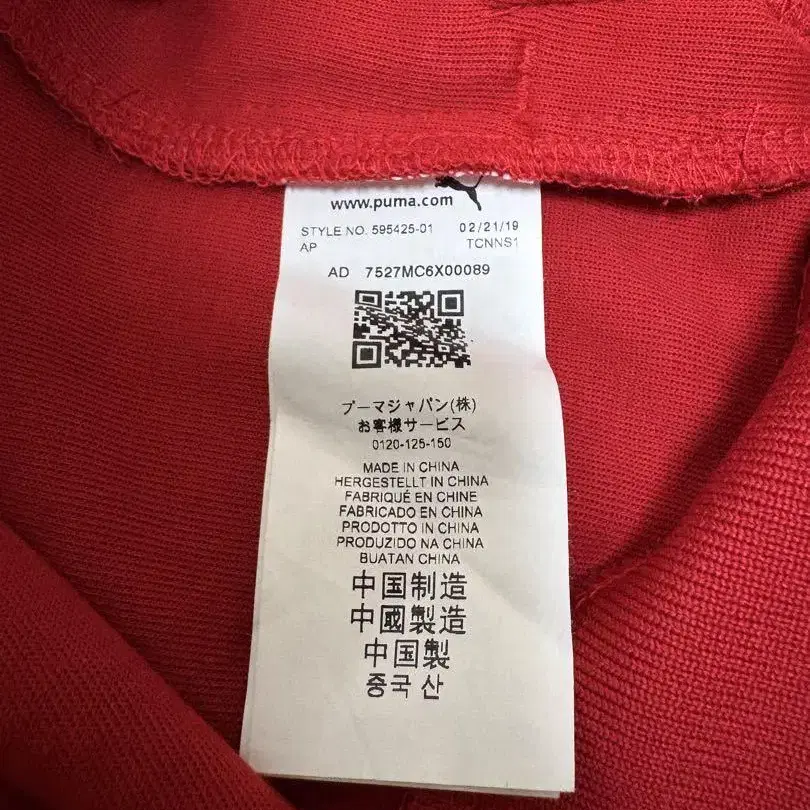 www.puma.com
STYLE NO. 595425-01 02/21/19
AP TCNNS1
AD 7527MC6X00089
プーマジャパン(株)
お客様サービス
0120-125-150
MADE IN CHINA
HERGESTELLT IN CHINA
FABRIQUÉ EN CHINE
FABRICADO EN CHINA
PRODOTTO IN CHINA
PRODUZIDO NA CHINA
BUATAN CHINA
中国制造
中國製造
中国製
중국산